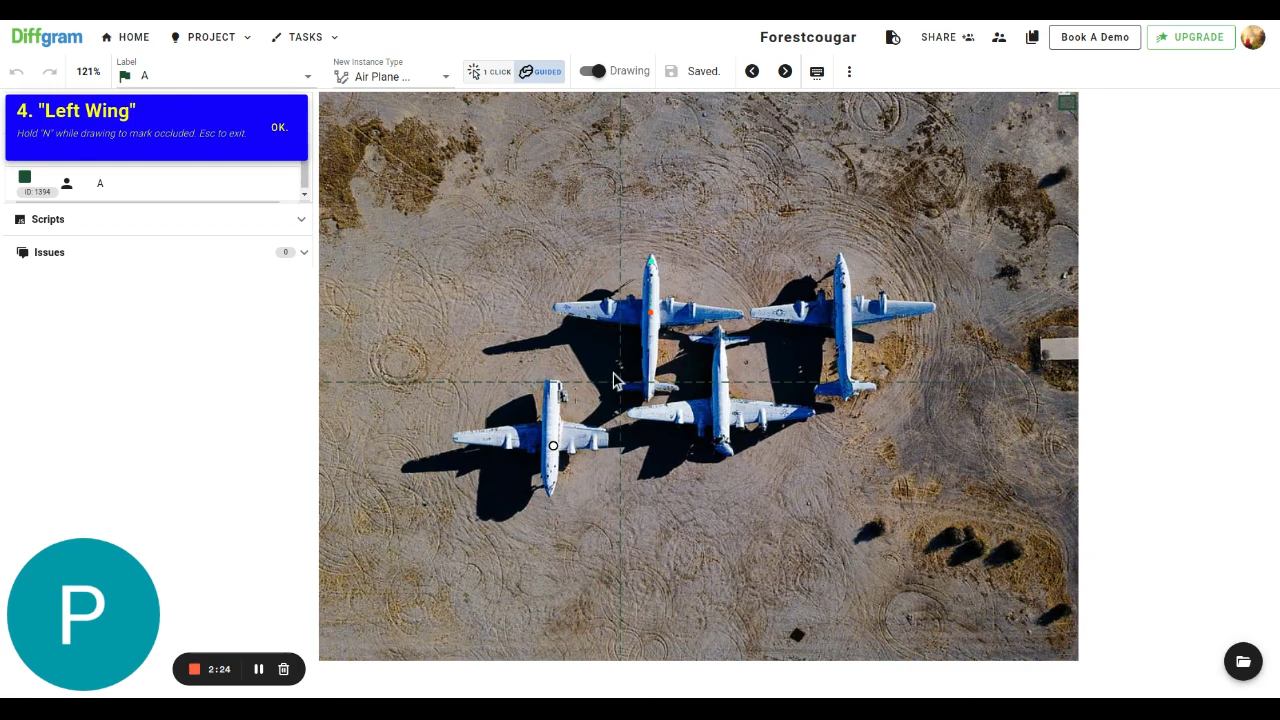 Diffgram HOME PROJECT TASKS Forestcougar SHARE Book A Demo UPGRADE
121% Label A New Instance Type Air Plane ... 1 CLICK GUIDED Drawing Saved.
4. "Left Wing"
Hold "N" while drawing to mark occluded. Esc to exit. OK.
ID: 1394 A
JS Scripts
Issues 0
P
2:24